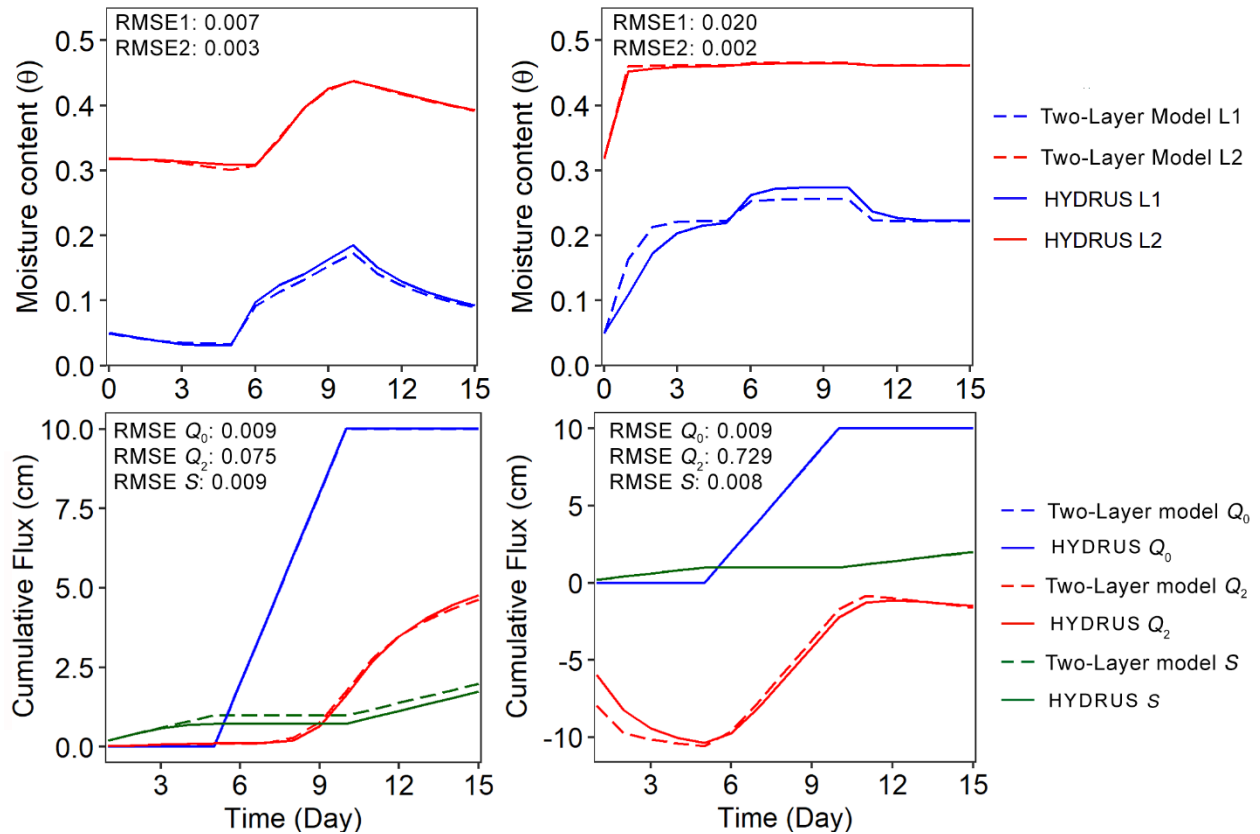 RMSE1: 0.007
RMSE2: 0.003
Moisture content (θ)
0.5
0.4
0.3
0.2
0.1
0.0
0 3 6 9 12 15
RMSE1: 0.020
RMSE2: 0.002
Moisture content (θ)
0.5
0.4
0.3
0.2
0.1
0.0
0 3 6 9 12 15
Two-Layer Model L1
Two-Layer Model L2
HYDRUS L1
HYDRUS L2
RMSE Q₀: 0.009
RMSE Q₂: 0.075
RMSE S: 0.009
Cumulative Flux (cm)
10.0
7.5
5.0
2.5
0.0
3 6 9 12 15
Time (Day)
RMSE Q₀: 0.009
RMSE Q₂: 0.729
RMSE S: 0.008
Cumulative Flux (cm)
10
5
0
-5
-10
3 6 9 12 15
Time (Day)
Two-Layer model Q₀
HYDRUS Q₀
Two-Layer model Q₂
HYDRUS Q₂
Two-Layer model S
HYDRUS S